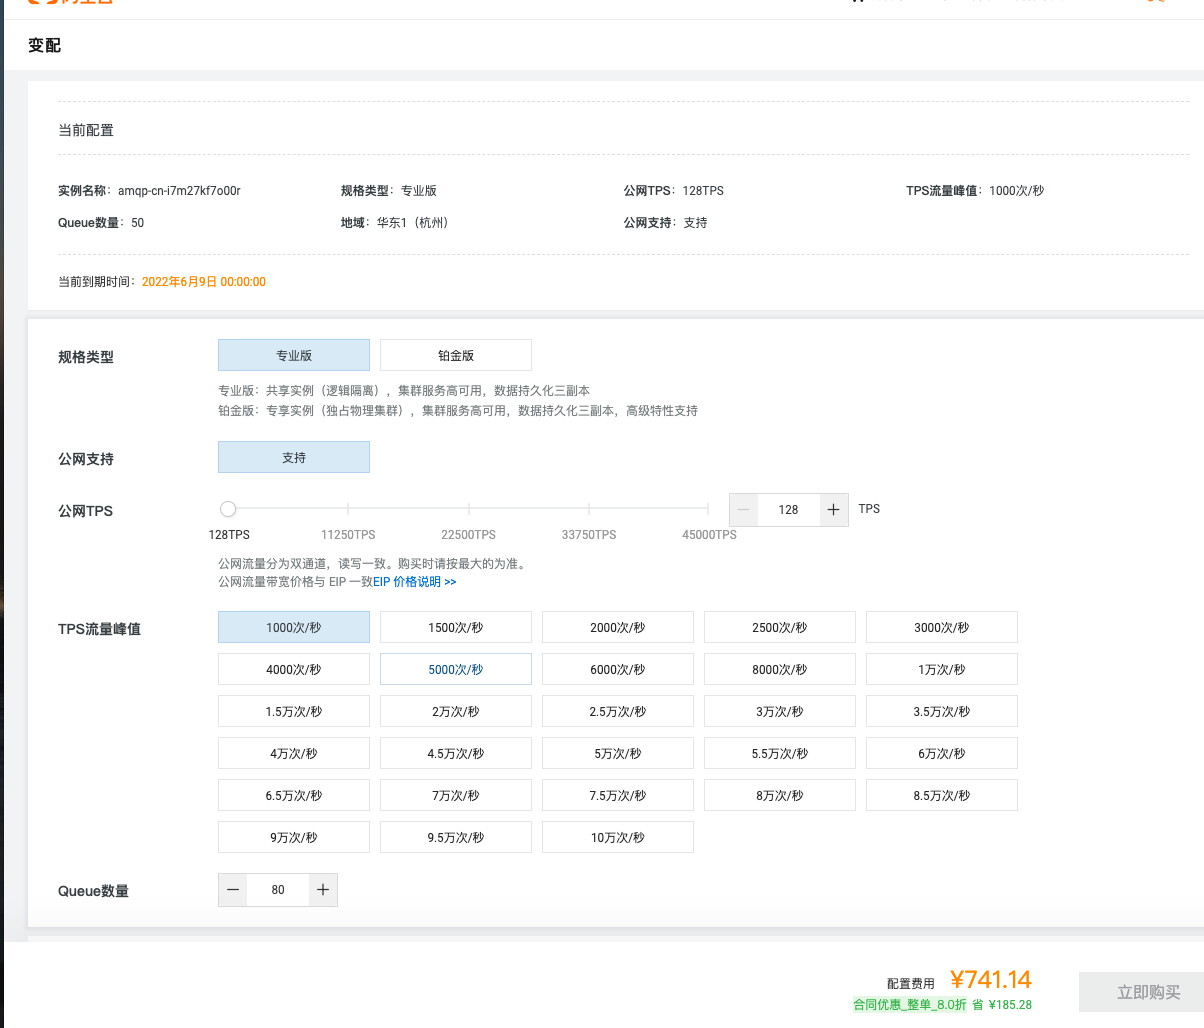 变配
当前配置
实例名称：amqp-cn-i7m27kf7o00r 规格类型：专业版 公网TPS：128TPS TPS流量峰值：1000次/秒
Queue数量：50 地域：华东1（杭州） 公网支持：支持
当前到期时间：2022年6月9日 00:00:00
规格类型 专业版 铂金版
专业版：共享实例（逻辑隔离），集群服务高可用，数据持久化三副本
铂金版：专享实例（独占物理集群），集群服务高可用，数据持久化三副本，高级特性支持
公网支持 支持
公网TPS 128 TPS
128TPS 11250TPS 22500TPS 33750TPS 45000TPS
公网流量分为双通道，读写一致。购买时请按最大的为准。
公网流量带宽价格与 EIP 一致EIP 价格说明 >>
TPS流量峰值 1000次/秒 1500次/秒 2000次/秒 2500次/秒 3000次/秒
4000次/秒 5000次/秒 6000次/秒 8000次/秒 1万次/秒
1.5万次/秒 2万次/秒 2.5万次/秒 3万次/秒 3.5万次/秒
4万次/秒 4.5万次/秒 5万次/秒 5.5万次/秒 6万次/秒
6.5万次/秒 7万次/秒 7.5万次/秒 8万次/秒 8.5万次/秒
9万次/秒 9.5万次/秒 10万次/秒
Queue数量 80
配置费用 ¥741.14
合同优惠_整单_8.0折 省 ¥185.28
立即购买